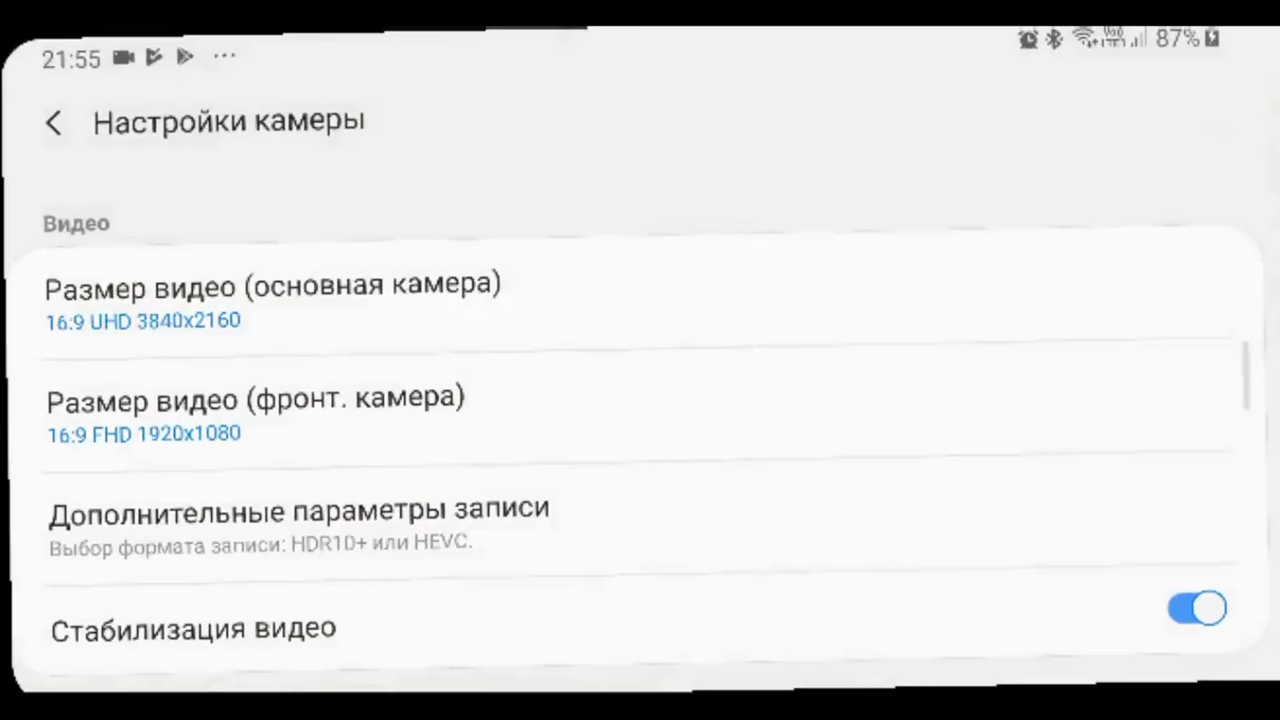 21:55
87%
Настройки камеры
Видео
Размер видео (основная камера)
16:9 UHD 3840x2160
Размер видео (фронт. камера)
16:9 FHD 1920x1080
Дополнительные параметры записи
Выбор формата записи: HDR10+ или HEVC.
Стабилизация видео